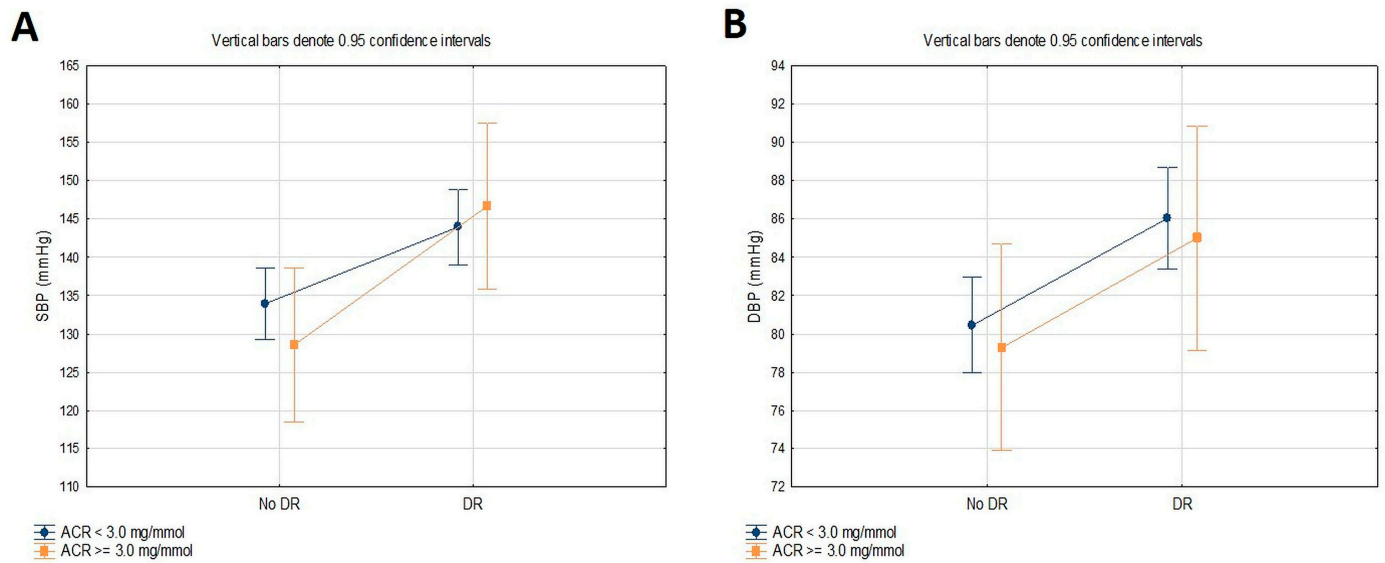 A
Vertical bars denote 0.95 confidence intervals
165
160
155
150
145
140
135
130
125
120
115
110
SBP (mmHg)
No DR
DR
ACR < 3.0 mg/mmol
ACR >= 3.0 mg/mmol
B
Vertical bars denote 0.95 confidence intervals
94
92
90
88
86
84
82
80
78
76
74
72
DBP (mmHg)
No DR
DR
ACR < 3.0 mg/mmol
ACR >= 3.0 mg/mmol